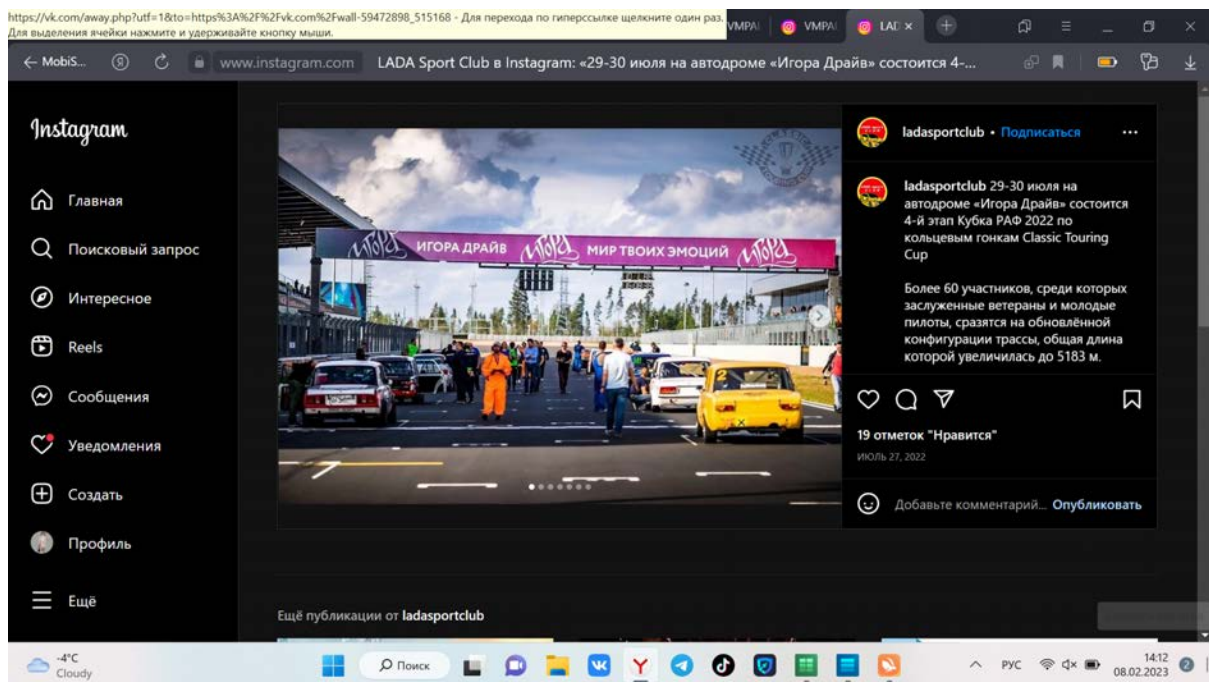 https://vk.com/away.php?utf=1&to=https%3A%2F%2Fvk.com%2Fwall-59472898_515168 - Для перехода по гиперссылке щелкните один раз.
Для выделения ячейки нажмите и удерживайте кнопку мыши.
VMPA
VMPA
LAD
← MobiS...
www.instagram.com
LADA Sport Club в Instagram: «29-30 июля на автодроме «Игора Драйв» состоится 4-...
Instagram
Главная
Поисковый запрос
Интересное
Reels
Сообщения
Уведомления
Создать
Профиль
Ещё
ИГОРА
ИГОРА ДРАЙВ
ИГОРА
МИР ТВОИХ ЭМОЦИЙ
ИГОРА
2
ladasportclub • Подписаться
ladasportclub 29-30 июля на
автодроме «Игора Драйв» состоится
4-й этап Кубка РАФ 2022 по
кольцевым гонкам Classic Touring
Cup
Более 60 участников, среди которых
заслуженные ветераны и молодые
пилоты, сразятся на обновлённой
конфигурации трассы, общая длина
которой увеличилась до 5183 м.
19 отметок "Нравится"
ИЮЛЬ 27, 2022
Добавьте комментарий... Опубликовать
Ещё публикации от ladasportclub
-4°C
Cloudy
Поиск
РУС
14:12
08.02.2023
2